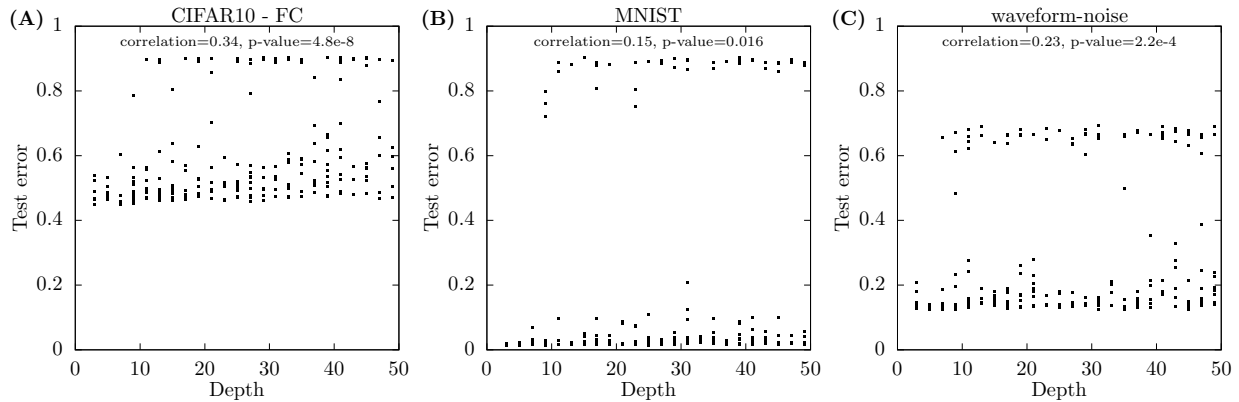 (A) CIFAR10 - FC
correlation=0.34, p-value=4.8e-8
1
0.8
0.6
0.4
0.2
0
Test error
0 10 20 30 40 50
Depth
(B) MNIST
correlation=0.15, p-value=0.016
1
0.8
0.6
0.4
0.2
0
Test error
0 10 20 30 40 50
Depth
(C) waveform-noise
correlation=0.23, p-value=2.2e-4
1
0.8
0.6
0.4
0.2
0
Test error
0 10 20 30 40 50
Depth